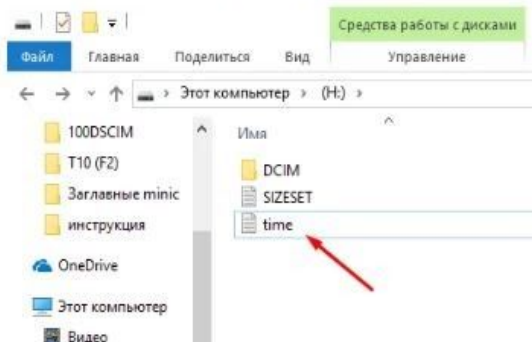 Средства работы с дисками
Файл Главная Поделиться Вид Управление
Этот компьютер > (H:) >
100DSCIM
T10 (F2)
Заглавные minic
инструкция
OneDrive
Этот компьютер
Видео
Имя
DCIM
SIZESET
time